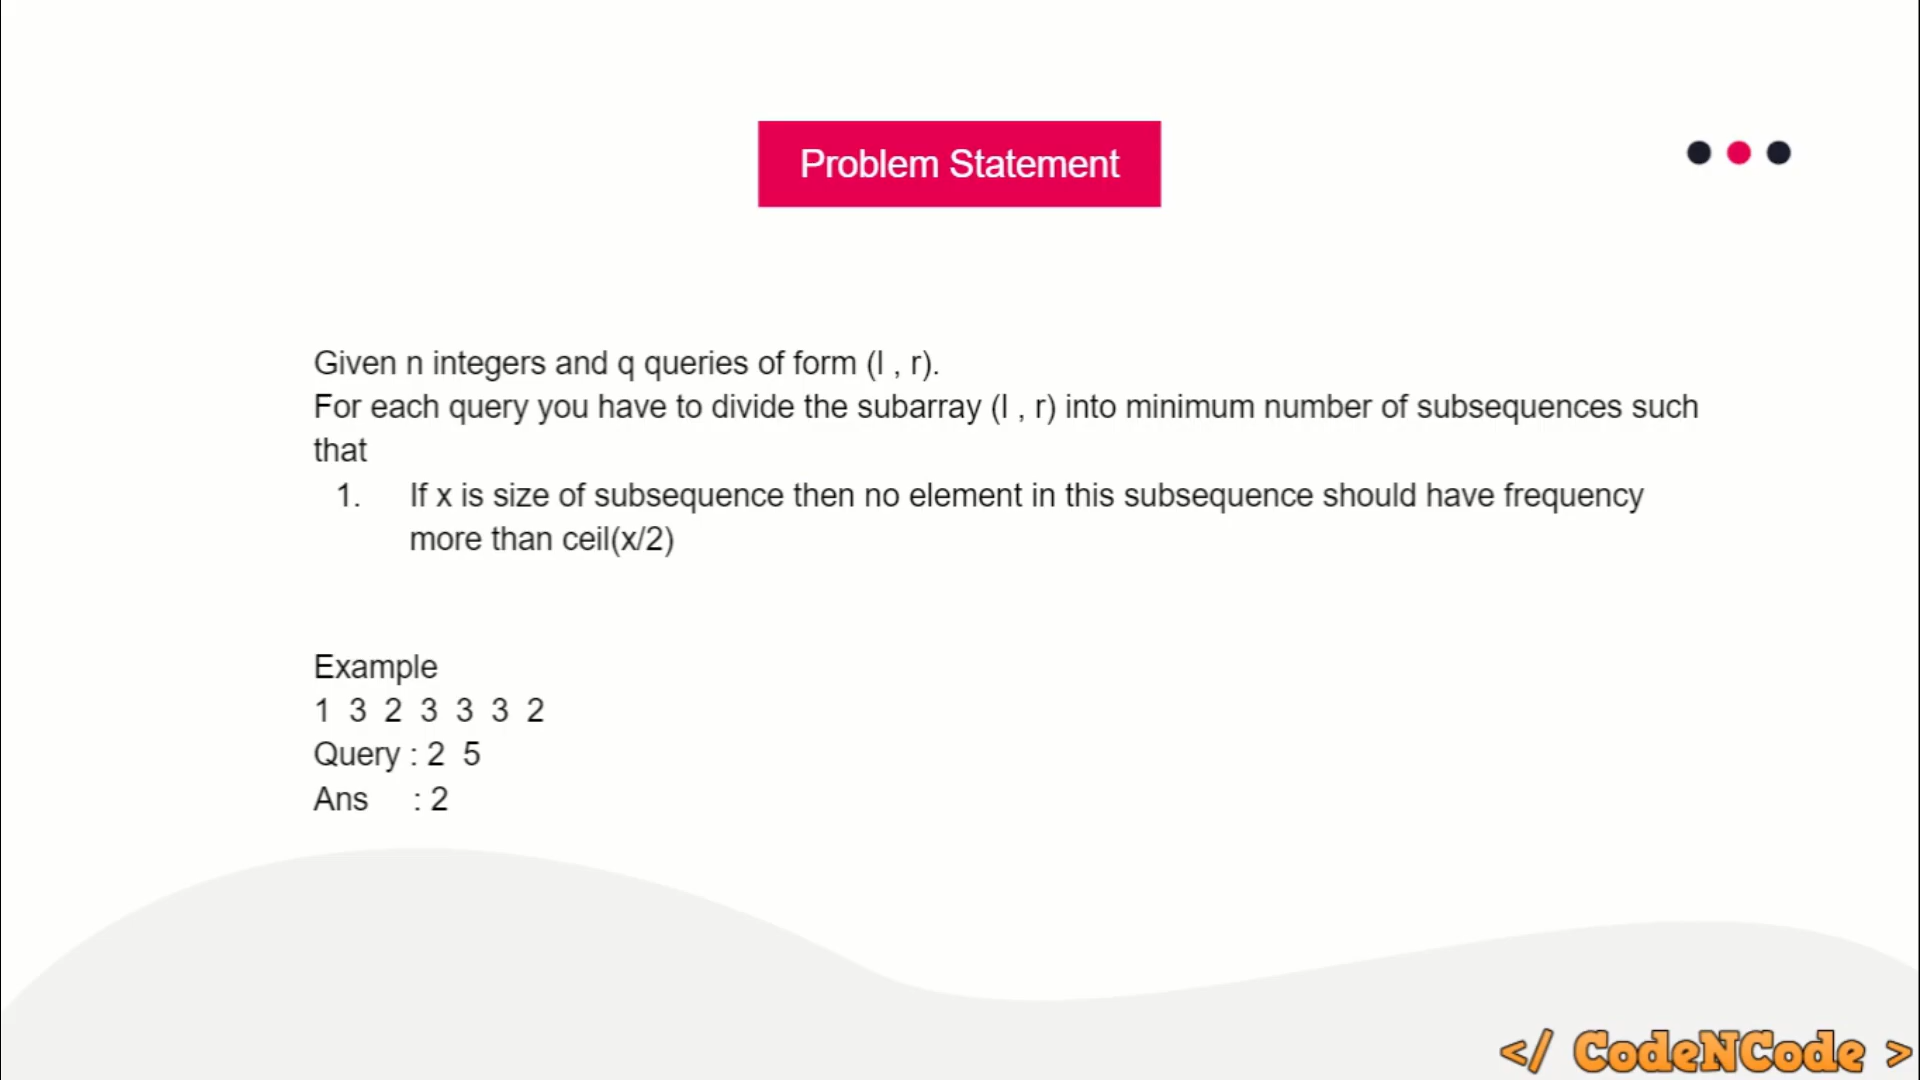 Problem Statement
Given n integers and q queries of form (l , r).
For each query you have to divide the subarray (l , r) into minimum number of subsequences such
that
1. If x is size of subsequence then no element in this subsequence should have frequency
more than ceil(x/2)
Example
1 3 2 3 3 3 2
Query : 2 5
Ans : 2
</ CodeNCode >